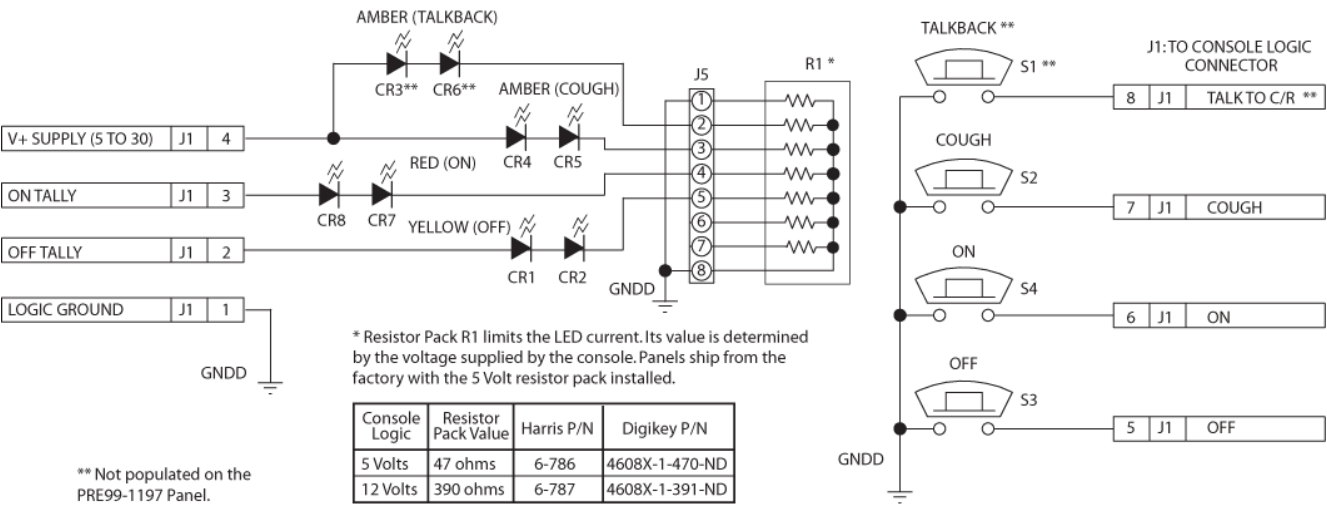 AMBER (TALKBACK)
CR3** CR6**
AMBER (COUGH)
CR4 CR5
V+ SUPPLY (5 TO 30) J1 4
RED (ON)
ON TALLY J1 3
CR8 CR7
YELLOW (OFF)
OFF TALLY J1 2
CR1 CR2
LOGIC GROUND J1 1
GNDD
J5
1
2
3
4
5
6
7
8
GNDD
R1 *
* Resistor Pack R1 limits the LED current. Its value is determined
by the voltage supplied by the console. Panels ship from the
factory with the 5 Volt resistor pack installed.
Console Logic Resistor Pack Value Harris P/N Digikey P/N
5 Volts 47 ohms 6-786 4608X-1-470-ND
12 Volts 390 ohms 6-787 4608X-1-391-ND
** Not populated on the
PRE99-1197 Panel.
TALKBACK **
S1 **
J1: TO CONSOLE LOGIC
CONNECTOR
8 J1 TALK TO C/R **
COUGH
S2
7 J1 COUGH
ON
S4
6 J1 ON
OFF
S3
5 J1 OFF
GNDD